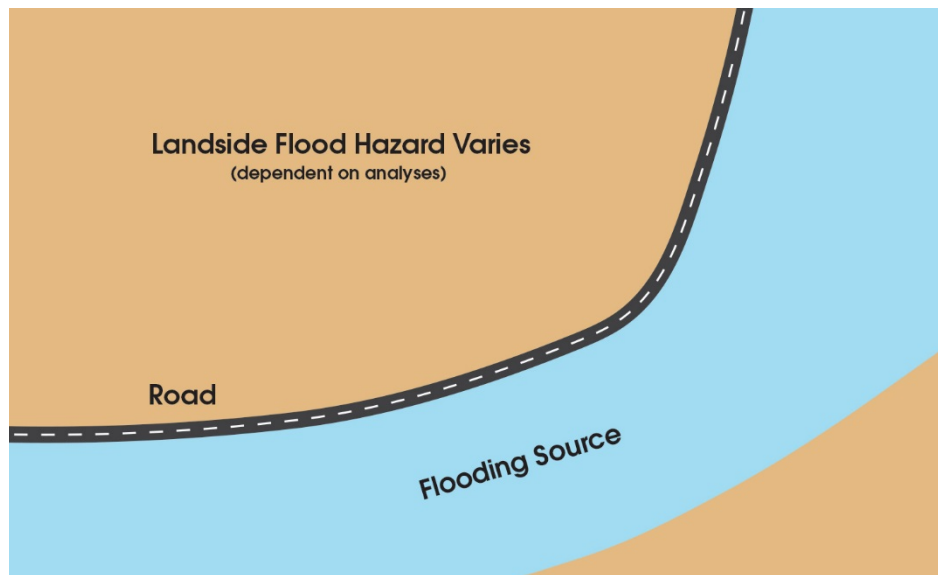 Landside Flood Hazard Varies
(dependent on analyses)
Road
Flooding Source